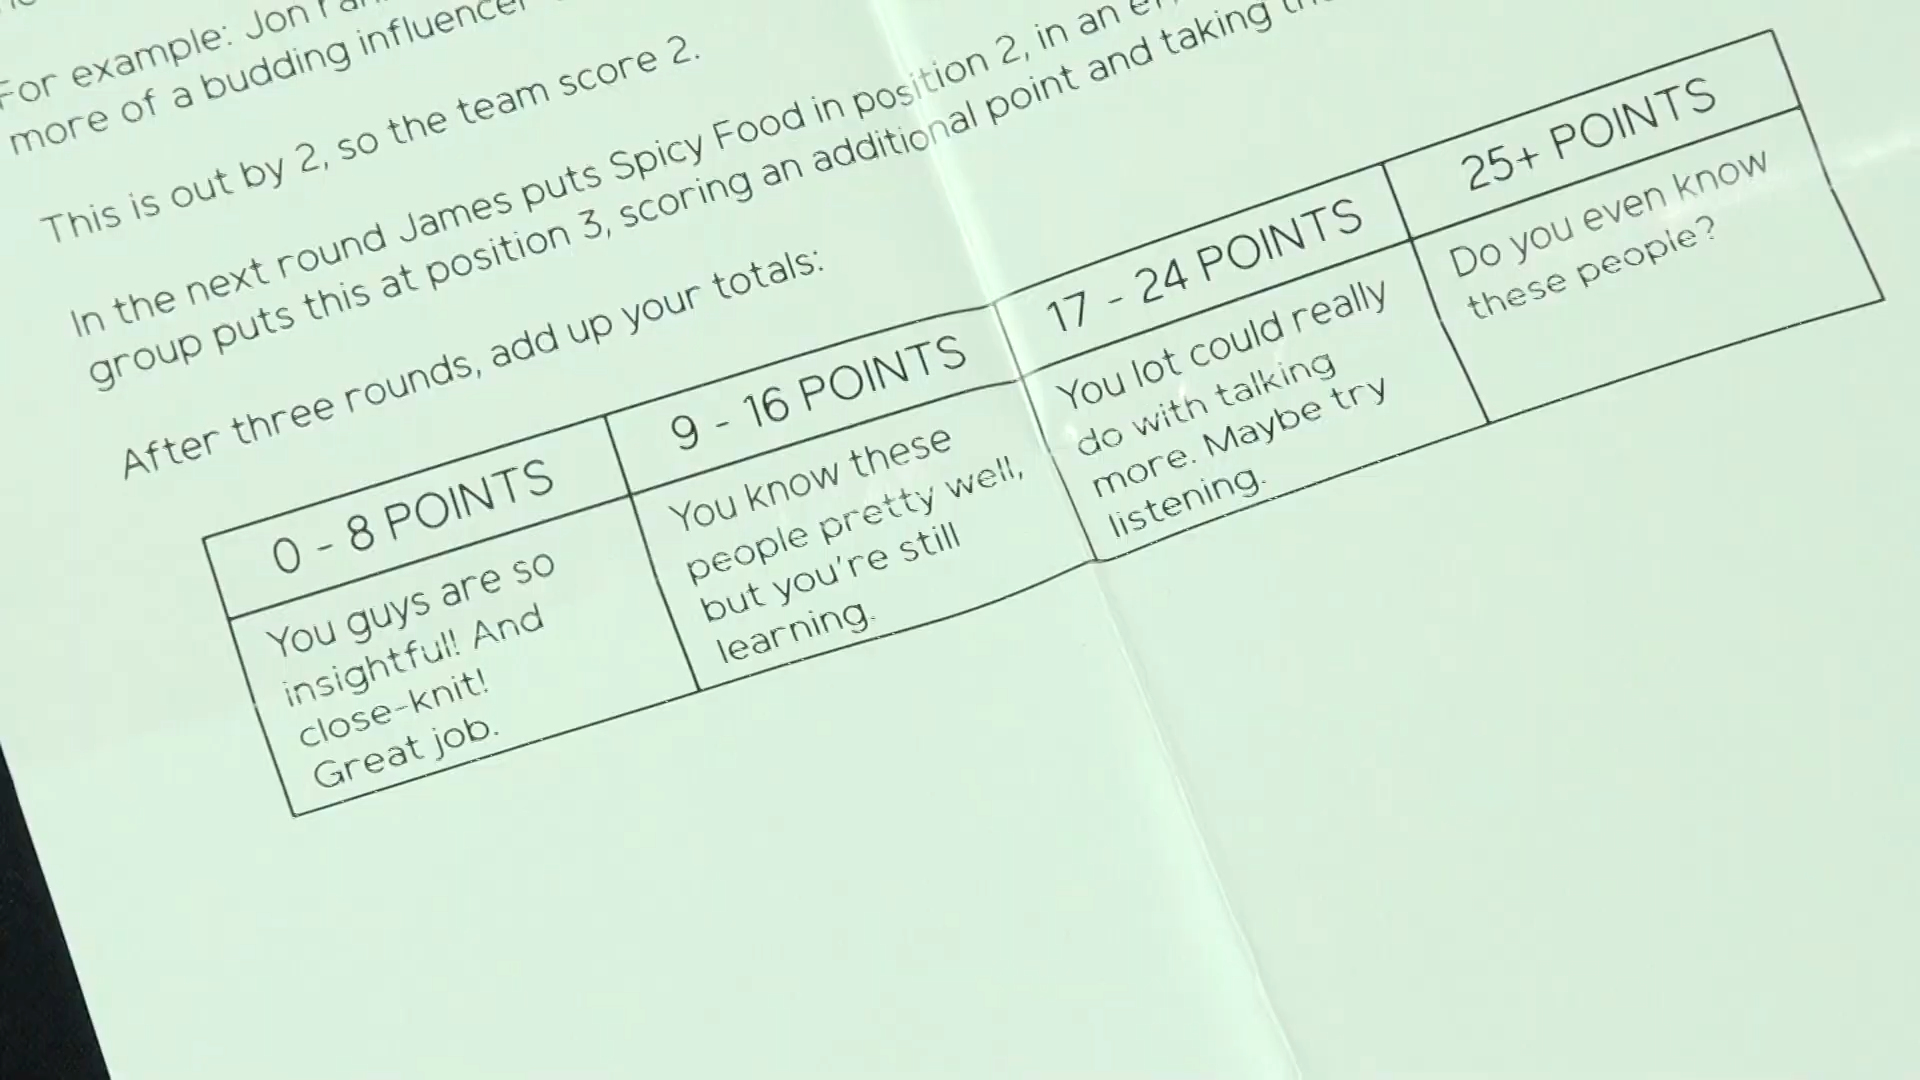 For example: Jon
more of a budding influencer
This is out by 2, so the team score 2.
In the next round James puts Spicy Food in position 2, in an
group puts this at position 3, scoring an additional point and taking
After three rounds, add up your totals:
0 - 8 POINTS
You guys are so
insightful! And
close-knit!
Great job.
9 - 16 POINTS
You know these
people pretty well,
but you're still
learning.
17 - 24 POINTS
You lot could really
do with talking
more. Maybe try
listening.
25+ POINTS
Do you even know
these people?